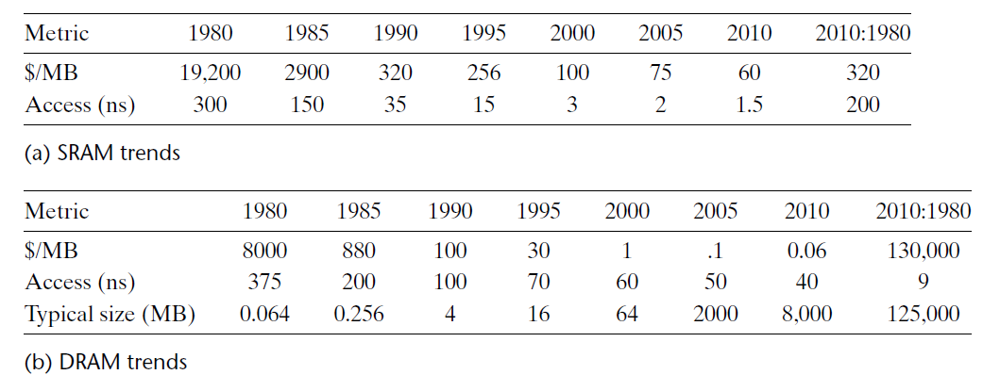 Metric 1980 1985 1990 1995 2000 2005 2010 2010:1980
$/MB 19,200 2900 320 256 100 75 60 320
Access (ns) 300 150 35 15 3 2 1.5 200
(a) SRAM trends
Metric 1980 1985 1990 1995 2000 2005 2010 2010:1980
$/MB 8000 880 100 30 1 .1 0.06 130,000
Access (ns) 375 200 100 70 60 50 40 9
Typical size (MB) 0.064 0.256 4 16 64 2000 8,000 125,000
(b) DRAM trends